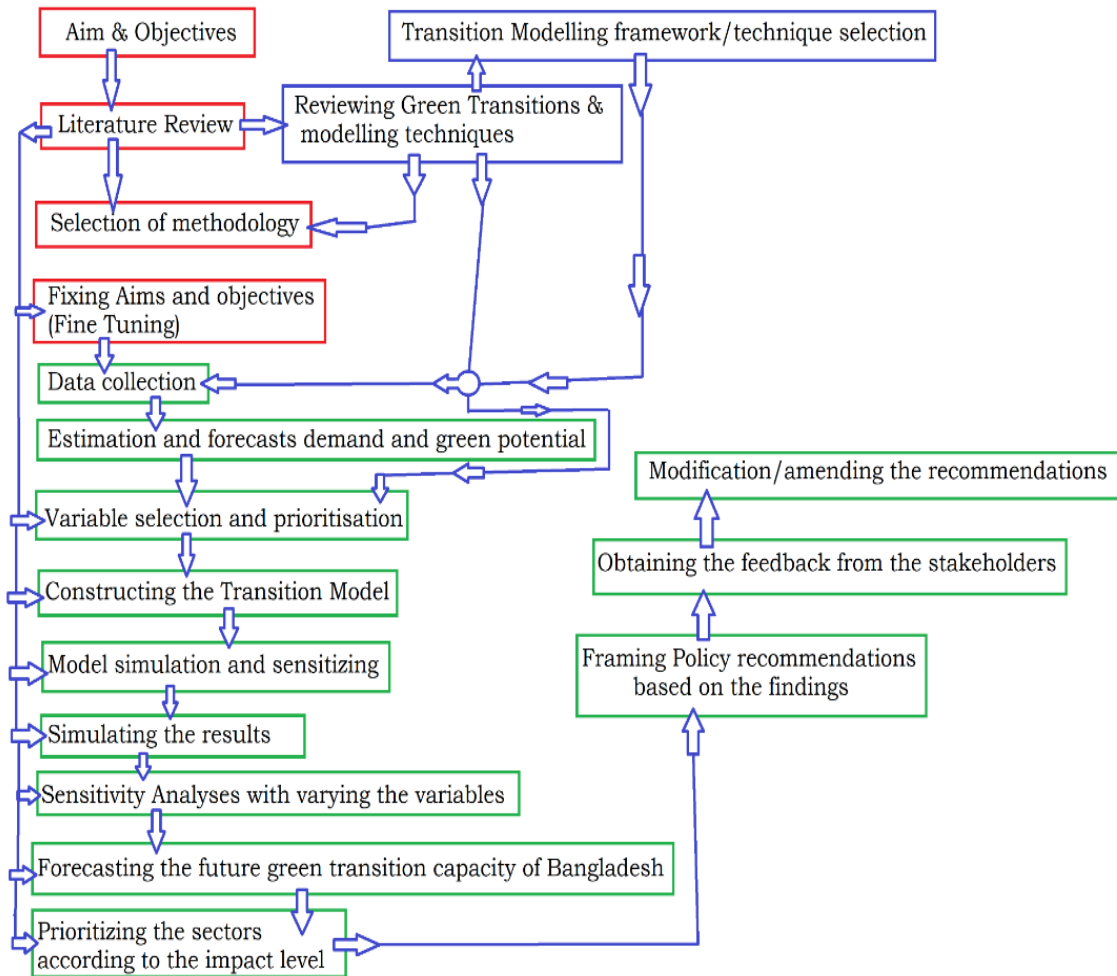 Aim & Objectives
Transition Modelling framework/technique selection
Literature Review
Reviewing Green Transitions &
modelling techniques
Selection of methodology
Fixing Aims and objectives
(Fine Tuning)
Data collection
Estimation and forecasts demand and green potential
Variable selection and prioritisation
Constructing the Transition Model
Model simulation and sensitizing
Simulating the results
Sensitivity Analyses with varying the variables
Forecasting the future green transition capacity of Bangladesh
Prioritizing the sectors
according to the impact level
Framing Policy recommendations
based on the findings
Obtaining the feedback from the stakeholders
Modification/amending the recommendations